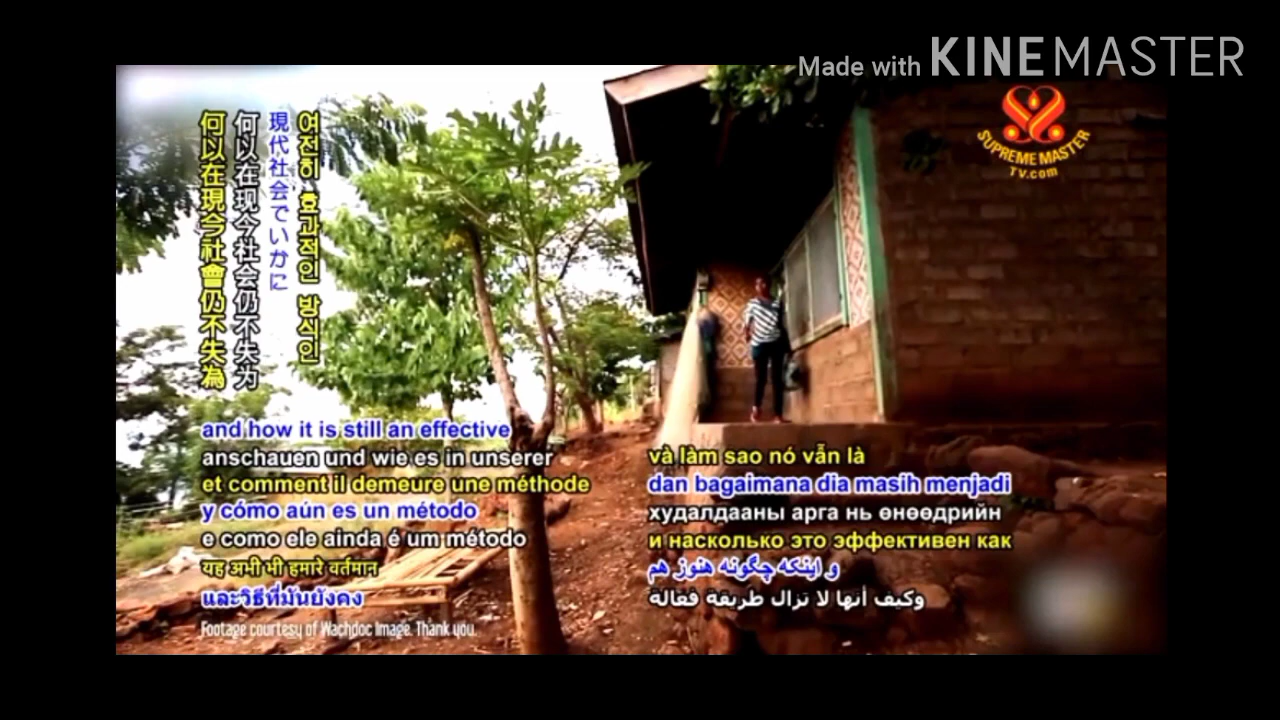 Made with KINEMASTER
SUPREME MASTER
TV.com
何以在現今社會仍不失為
何以在现今社会仍不失为
現代社会でいかに
여전히 효과적인 방식인
and how it is still an effective
anschauen und wie es in unserer
et comment il demeure une méthode
y cómo aún es un método
e como ele ainda é um método
यह अभी भी हमारे वर्तमान
และวิธีที่มันยังคง
Footage courtesy of Watchdoc Image. Thank you.
và làm sao nó vẫn là
dan bagaimana dia masih menjadi
худалдааны арга нь өнөөдрийн
и насколько это эффективен как
و اینکه چگونه هنوز هم
وكيف أنها لا تزال طريقة فعالة